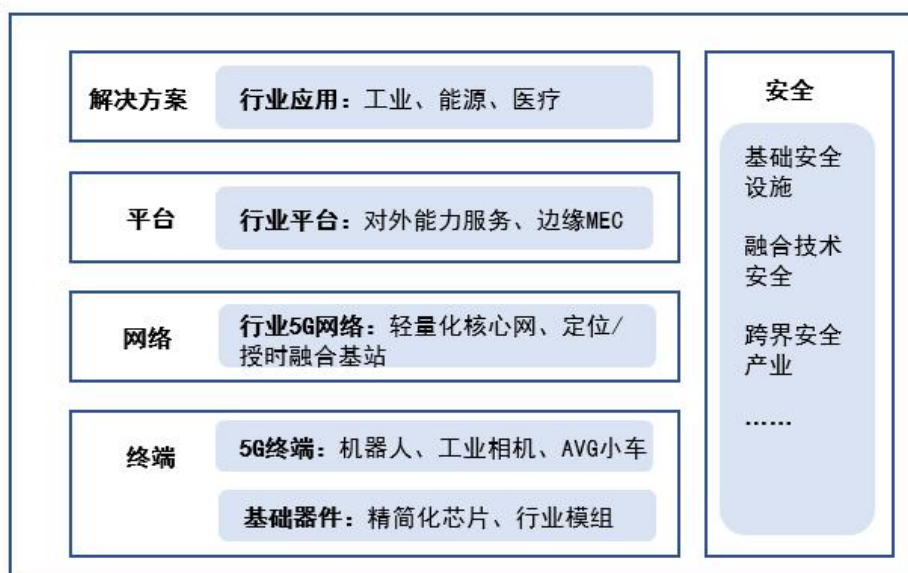 解决方案
行业应用：工业、能源、医疗
平台
行业平台：对外能力服务、边缘MEC
网络
行业5G网络：轻量化核心网、定位/
授时融合基站
终端
5G终端：机器人、工业相机、AVG小车
基础器件：精简化芯片、行业模组
安全
基础安全
设施
融合技术
安全
跨界安全
产业
……